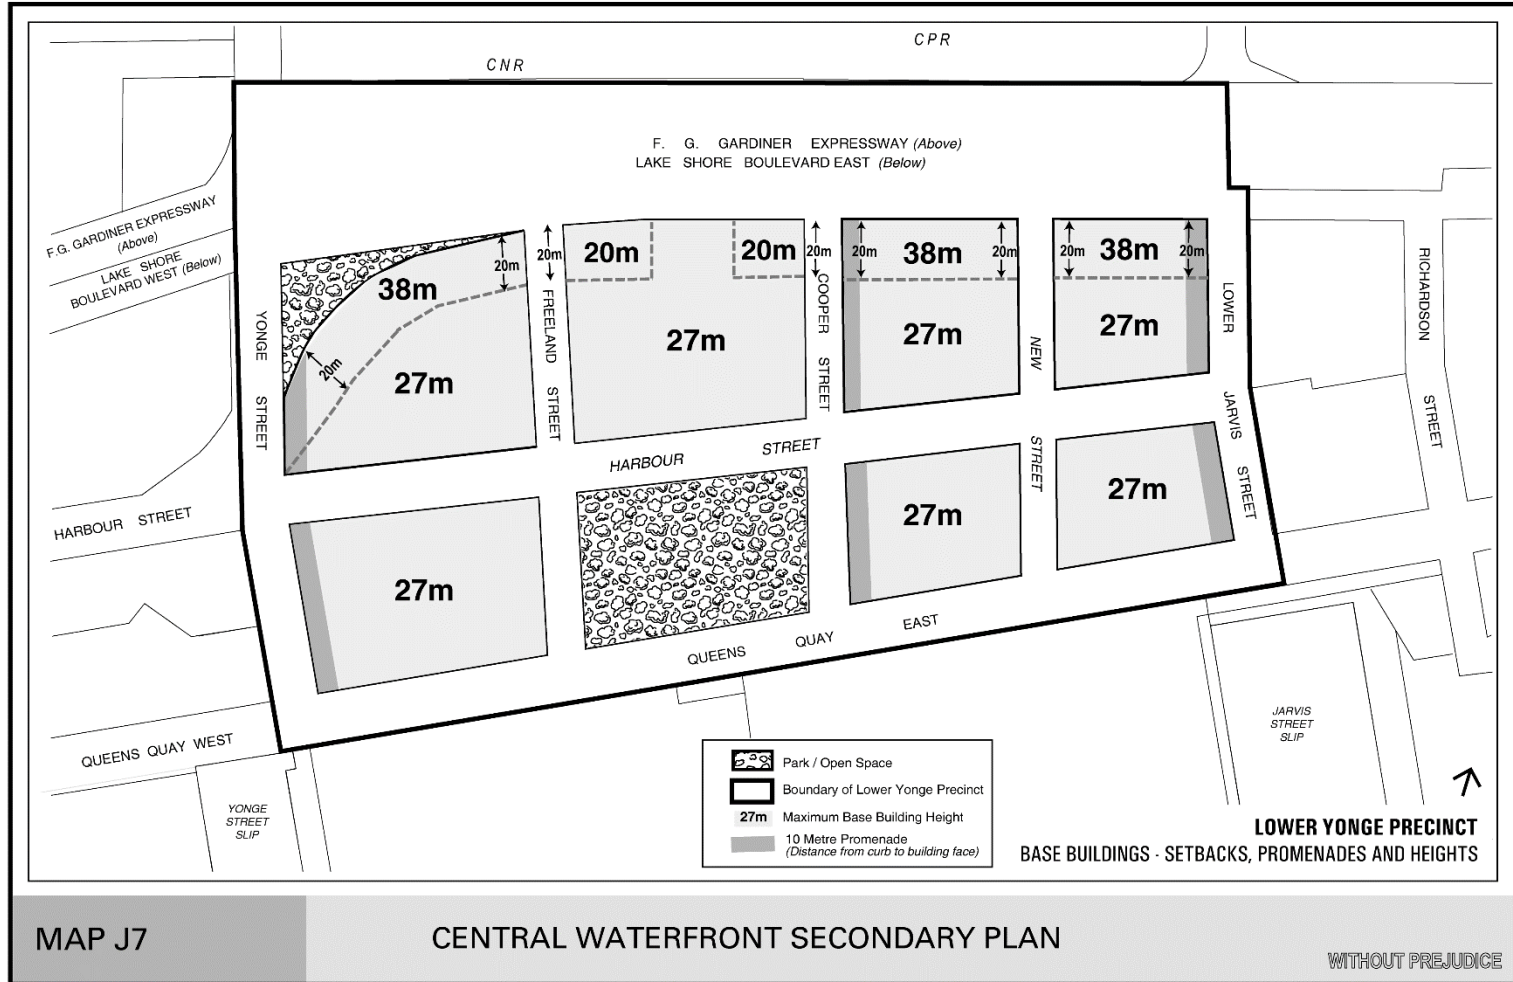 CPR
CNR
F. G. GARDINER EXPRESSWAY (Above)
LAKE SHORE BOULEVARD EAST (Below)
F.G. GARDINER EXPRESSWAY
(Above)
LAKE SHORE
BOULEVARD WEST (Below)
YONGE STREET
38m
20m
20m
27m
20m
FREELAND STREET
20m
20m
27m
20m
COOPER STREET
20m
38m
20m
27m
NEW STREET
20m
38m
20m
27m
LOWER JARVIS STREET
RICHARDSON STREET
HARBOUR STREET
HARBOUR STREET
27m
27m
27m
QUEENS QUAY EAST
QUEENS QUAY WEST
YONGE
STREET
SLIP
JARVIS
STREET
SLIP
Park / Open Space
Boundary of Lower Yonge Precinct
27m Maximum Base Building Height
10 Metre Promenade
(Distance from curb to building face)
LOWER YONGE PRECINCT
BASE BUILDINGS - SETBACKS, PROMENADES AND HEIGHTS
MAP J7
CENTRAL WATERFRONT SECONDARY PLAN
WITHOUT PREJUDICE